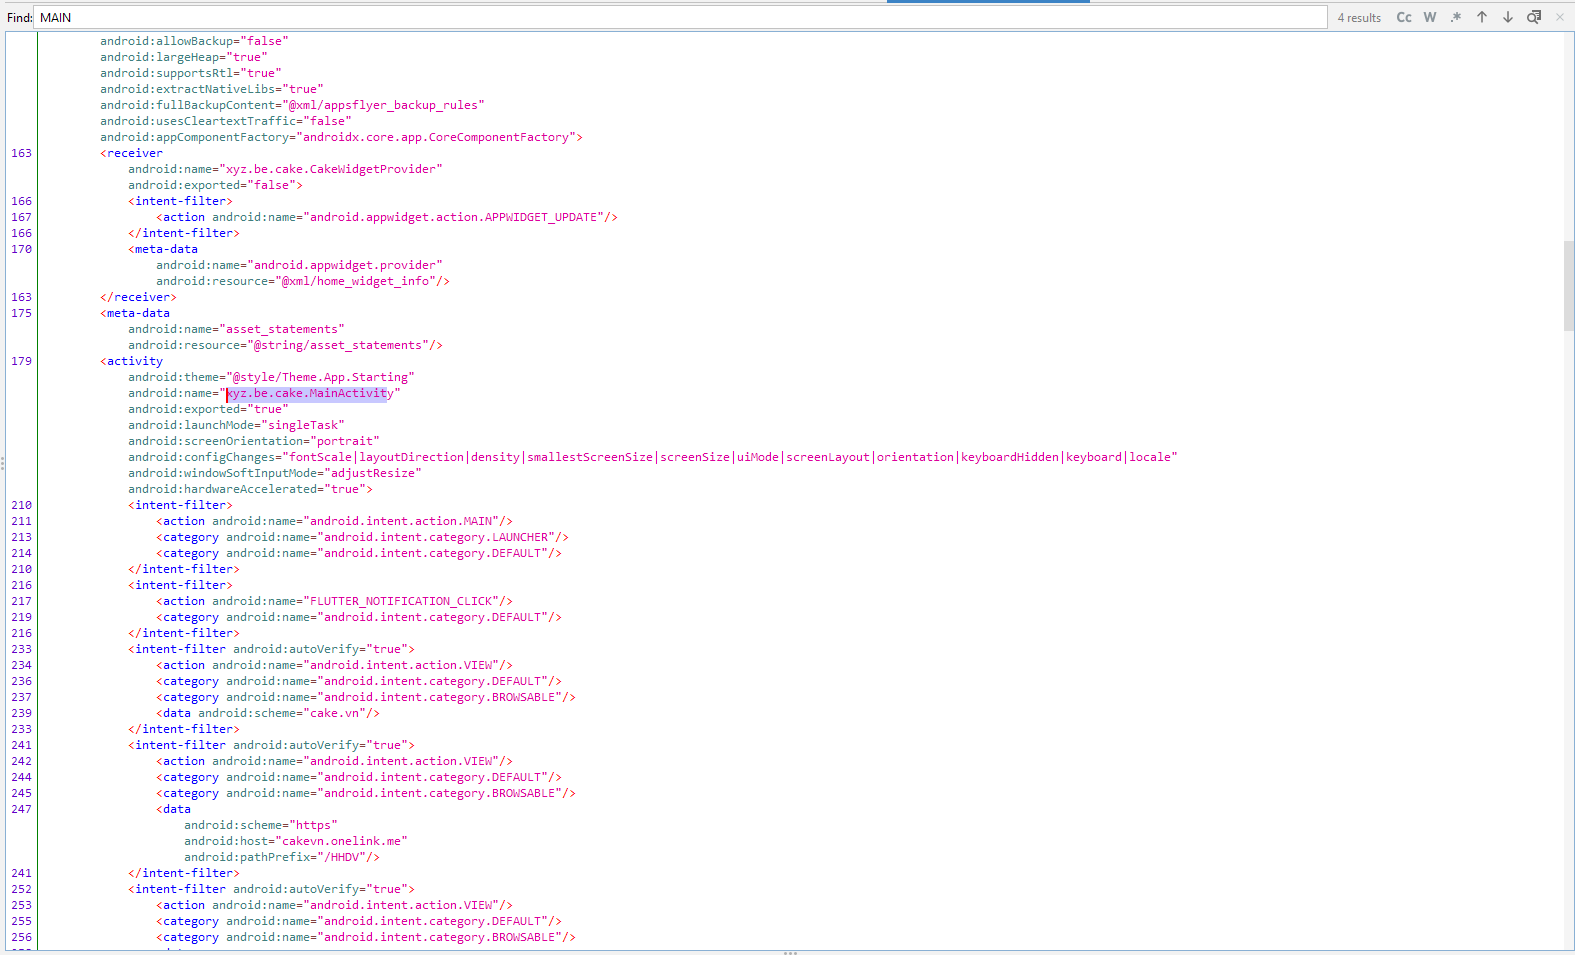 Find: MAIN 4 results Cc W .*
android:allowBackup="false"
android:largeHeap="true"
android:supportsRtl="true"
android:extractNativeLibs="true"
android:fullBackupContent="@xml/appsflyer_backup_rules"
android:usesCleartextTraffic="false"
android:appComponentFactory="androidx.core.app.CoreComponentFactory">
163 <receiver
android:name="xyz.be.cake.CakeWidgetProvider"
android:exported="false">
166 <intent-filter>
167 <action android:name="android.appwidget.action.APPWIDGET_UPDATE"/>
166 </intent-filter>
170 <meta-data
android:name="android.appwidget.provider"
android:resource="@xml/home_widget_info"/>
163 </receiver>
175 <meta-data
android:name="asset_statements"
android:resource="@string/asset_statements"/>
179 <activity
android:theme="@style/Theme.App.Starting"
android:name="xyz.be.cake.MainActivity"
android:exported="true"
android:launchMode="singleTask"
android:screenOrientation="portrait"
android:configChanges="fontScale|layoutDirection|density|smallestScreenSize|screenSize|uiMode|screenLayout|orientation|keyboardHidden|keyboard|locale"
android:windowSoftInputMode="adjustResize"
android:hardwareAccelerated="true">
210 <intent-filter>
211 <action android:name="android.intent.action.MAIN"/>
213 <category android:name="android.intent.category.LAUNCHER"/>
214 <category android:name="android.intent.category.DEFAULT"/>
210 </intent-filter>
216 <intent-filter>
217 <action android:name="FLUTTER_NOTIFICATION_CLICK"/>
219 <category android:name="android.intent.category.DEFAULT"/>
216 </intent-filter>
233 <intent-filter android:autoVerify="true">
234 <action android:name="android.intent.action.VIEW"/>
236 <category android:name="android.intent.category.DEFAULT"/>
237 <category android:name="android.intent.category.BROWSABLE"/>
239 <data android:scheme="cake.vn"/>
233 </intent-filter>
241 <intent-filter android:autoVerify="true">
242 <action android:name="android.intent.action.VIEW"/>
244 <category android:name="android.intent.category.DEFAULT"/>
245 <category android:name="android.intent.category.BROWSABLE"/>
247 <data
android:scheme="https"
android:host="cakevn.onelink.me"
android:pathPrefix="/HHDV"/>
241 </intent-filter>
252 <intent-filter android:autoVerify="true">
253 <action android:name="android.intent.action.VIEW"/>
255 <category android:name="android.intent.category.DEFAULT"/>
256 <category android:name="android.intent.category.BROWSABLE"/>